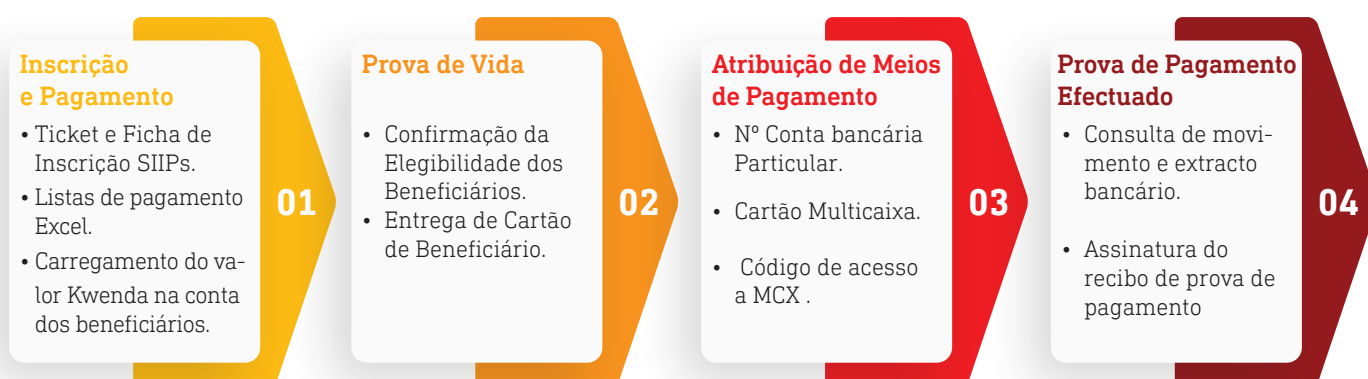 Inscrição
e Pagamento
• Ticket e Ficha de
Inscrição SIIPs.
• Listas de pagamento
Excel.
• Carregamento do va-
lor Kwenda na conta
dos beneficiários.
01
Prova de Vida
• Confirmação da
Elegibilidade dos
Beneficiários.
• Entrega de Cartão
de Beneficiário.
02
Atribuição de Meios
de Pagamento
• Nº Conta bancária
Particular.
• Cartão Multicaixa.
• Código de acesso
a MCX .
03
Prova de Pagamento
Efectuado
• Consulta de movi-
mento e extracto
bancário.
• Assinatura do
recibo de prova de
pagamento
04